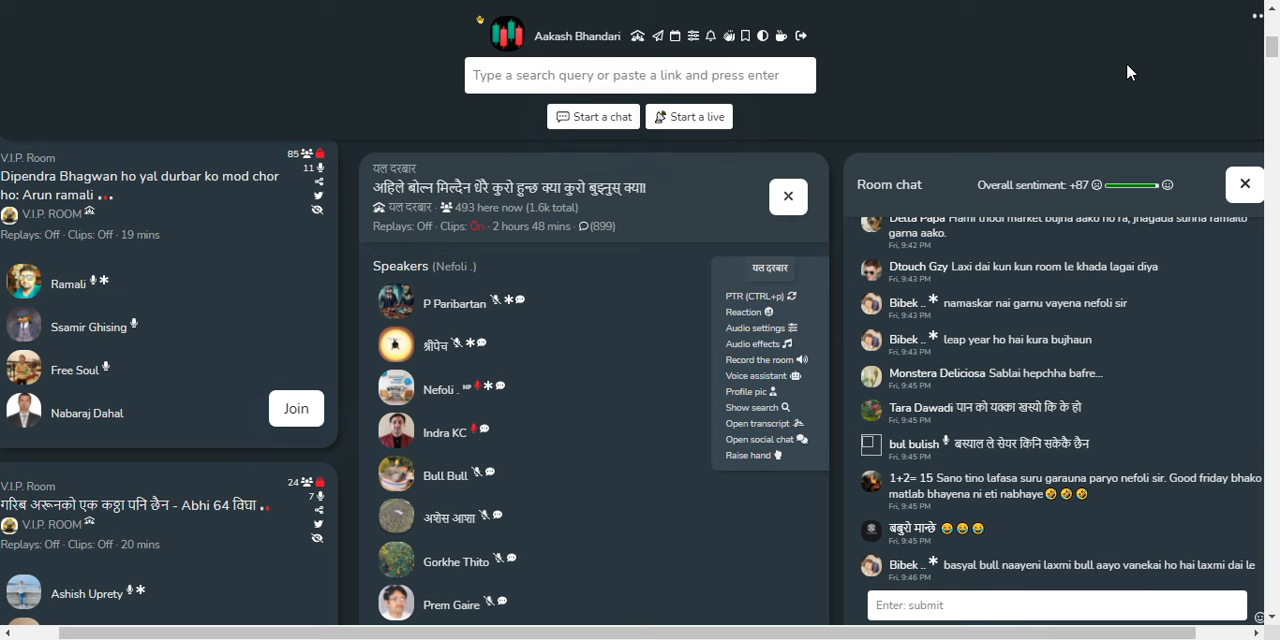 Aakash Bhandari
Type a search query or paste a link and press enter
Start a chat
Start a live
V.I.P. Room
85
11
Dipendra Bhagwan ho yal durbar ko mod chor
ho: Arun ramali
V.I.P. ROOM
Replays: Off · Clips: Off · 19 mins
Ramali
Ssamir Ghising
Free Soul
Nabaraj Dahal
Join
V.I.P. Room
24
7
गरिब अरूनको एक कठ्ठा पनि छैन - Abhi 64 विघा
V.I.P. ROOM
Replays: Off · Clips: Off · 20 mins
Ashish Uprety
यल दरबार
अहिले बोल्न मिल्दैन धेरै कुरो हुन्छ क्या कुरो बुझ्नुस् क्या।
यल दरबार · 493 here now (1.6k total)
Replays: Off · Clips: On · 2 hours 48 mins · (899)
Speakers (Nefoli .)
P Paribartan
श्रीपेच
Nefoli . NP
Indra KC
Bull Bull
अशेस आशा
Gorkhe Thito
Prem Gaire
यल दरबार
PTR (CTRL+p)
Reaction
Audio settings
Audio effects
Record the room
Voice assistant
Profile pic
Show search
Open transcript
Open social chat
Raise hand
Room chat
Overall sentiment: +87
Delta Papa Hami thodi market bujna aako ho ra, jhagada sunna ramailo
garna aako.
Fri, 9:42 PM
Dtouch Gzy Laxi dai kun kun room le khada lagai diya
Fri, 9:43 PM
Bibek .. namaskar nai garnu vayena nefoli sir
Fri, 9:43 PM
Bibek .. leap year ho hai kura bujhaun
Fri, 9:43 PM
Monstera Deliciosa Sablai hepchha bafre...
Fri, 9:45 PM
Tara Dawadi पान को यक्का खस्यो कि के हो
Fri, 9:45 PM
bul bulish बस्याल ले सेयर किनि सकेकै छैन
Fri, 9:45 PM
1+2= 15 Sano tino lafasa suru garauna paryo nefoli sir. Good friday bhako
matlab bhayena ni eti nabhaye🤣 🤣 🤣
Fri, 9:45 PM
बबुरो मान्छे 😂 😂 😂
Fri, 9:45 PM
Bibek .. basyal bull naayeni laxmi bull aayo vanekai ho hai laxmi dai le
Fri, 9:46 PM
Enter: submit